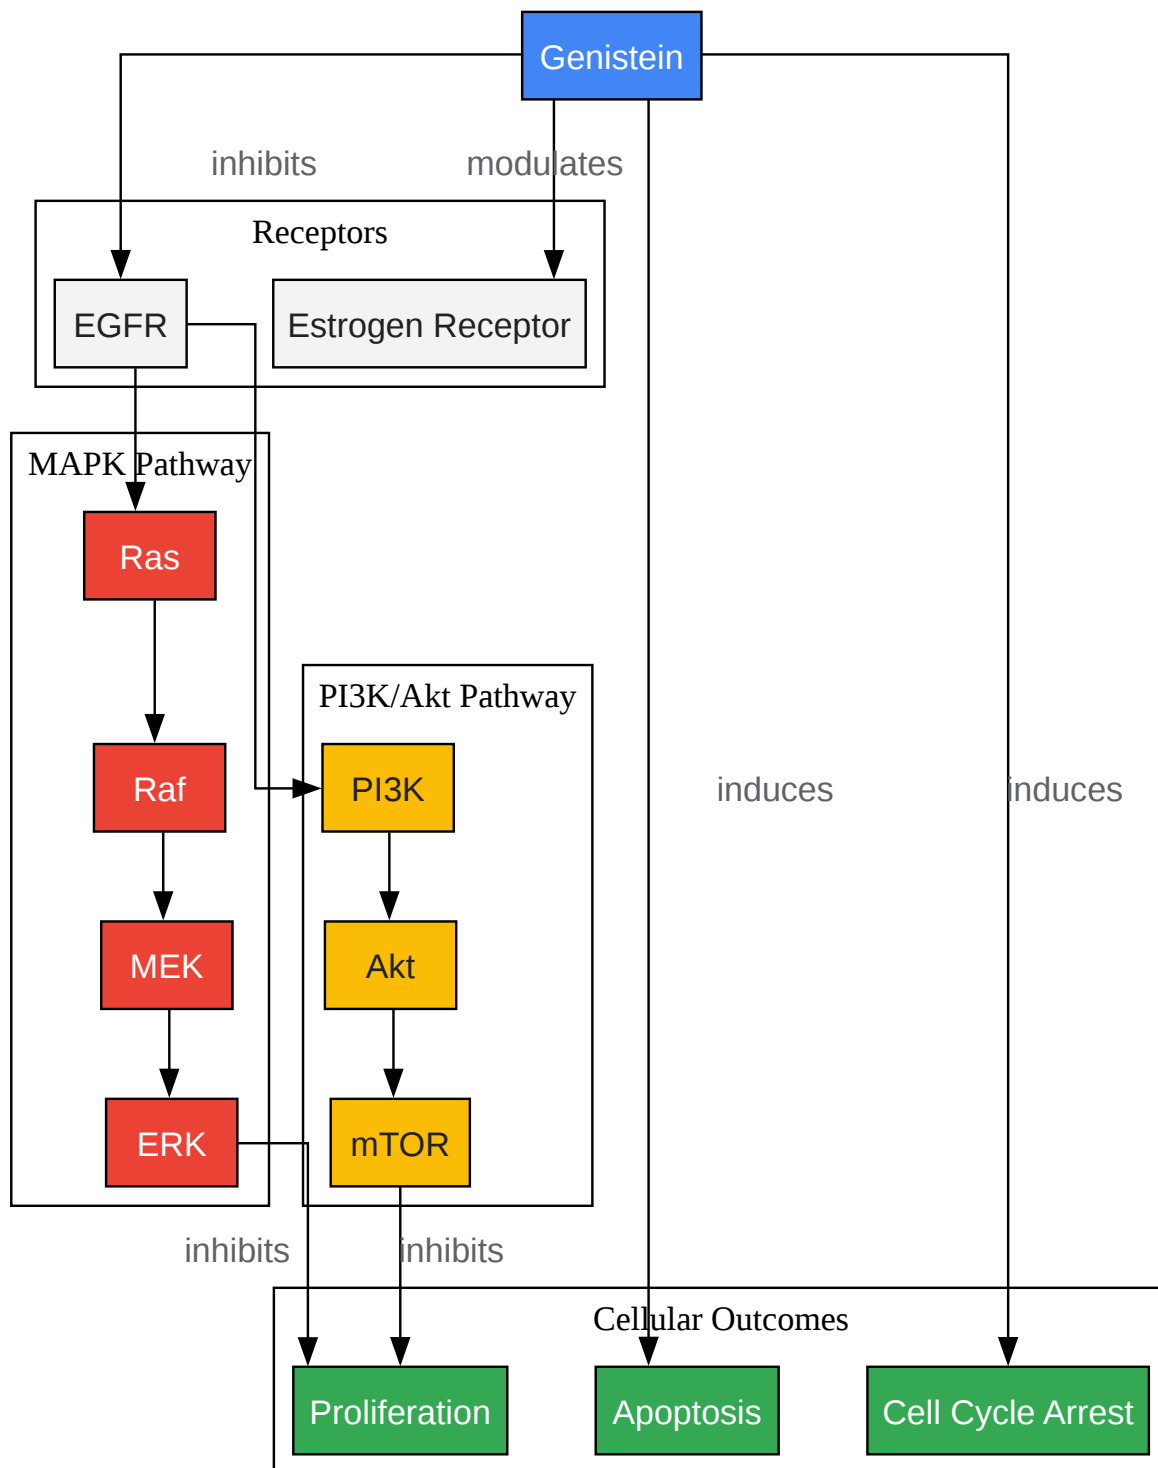 Genistein
inhibits
modulates
Receptors
EGFR
Estrogen Receptor
MAPK Pathway
Ras
PI3K/Akt Pathway
Raf
PI3K
induces
induces
MEK
Akt
ERK
mTOR
inhibits
inhibits
Cellular Outcomes
Proliferation
Apoptosis
Cell Cycle Arrest